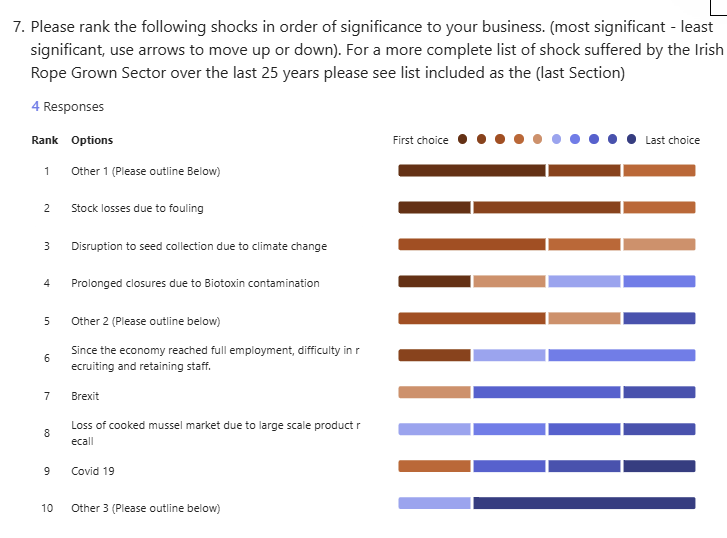 7. Please rank the following shocks in order of significance to your business. (most significant - least
significant, use arrows to move up or down). For a more complete list of shock suffered by the Irish
Rope Grown Sector over the last 25 years please see list included as the (last Section)
4 Responses
Rank Options First choice Last choice
1 Other 1 (Please outline Below)
2 Stock losses due to fouling
3 Disruption to seed collection due to climate change
4 Prolonged closures due to Biotoxin contamination
5 Other 2 (Please outline below)
6 Since the economy reached full employment, difficulty in r
ecruiting and retaining staff.
7 Brexit
8 Loss of cooked mussel market due to large scale product r
ecall
9 Covid 19
10 Other 3 (Please outline below)